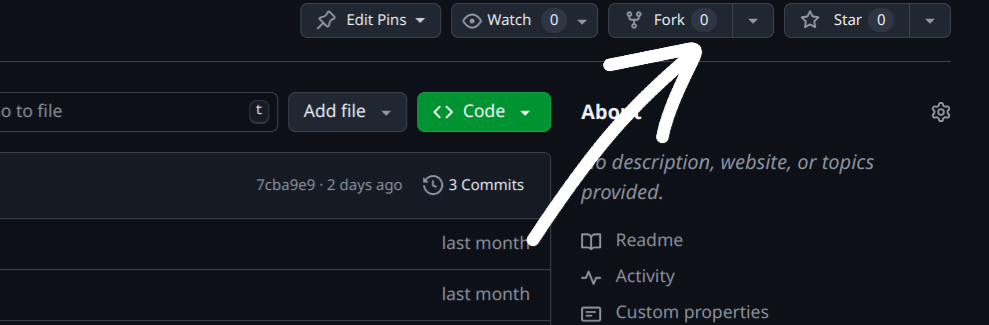 Edit Pins Watch 0 Fork 0 Star 0
o to file t Add file Code About
7cba9e9 · 2 days ago 3 Commits
o description, website, or topics
provided.
last month Readme
Activity
last month
Custom properties